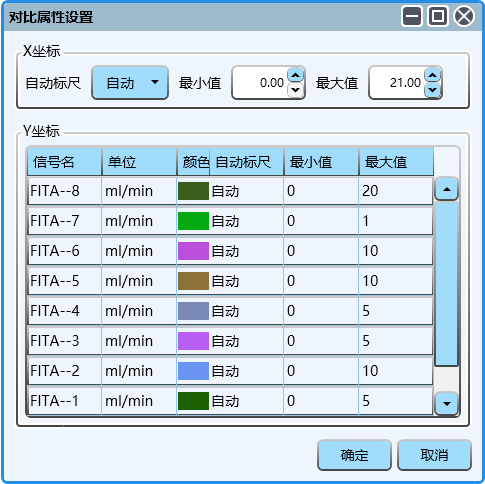 对比属性设置
X坐标
自动标尺 自动 最小值 0.00 最大值 21.00
Y坐标
信号名 单位 颜色 自动标尺 最小值 最大值
FITA--8 ml/min 自动 0 20
FITA--7 ml/min 自动 0 1
FITA--6 ml/min 自动 0 10
FITA--5 ml/min 自动 0 10
FITA--4 ml/min 自动 0 5
FITA--3 ml/min 自动 0 5
FITA--2 ml/min 自动 0 10
FITA--1 ml/min 自动 0 5
确定 取消